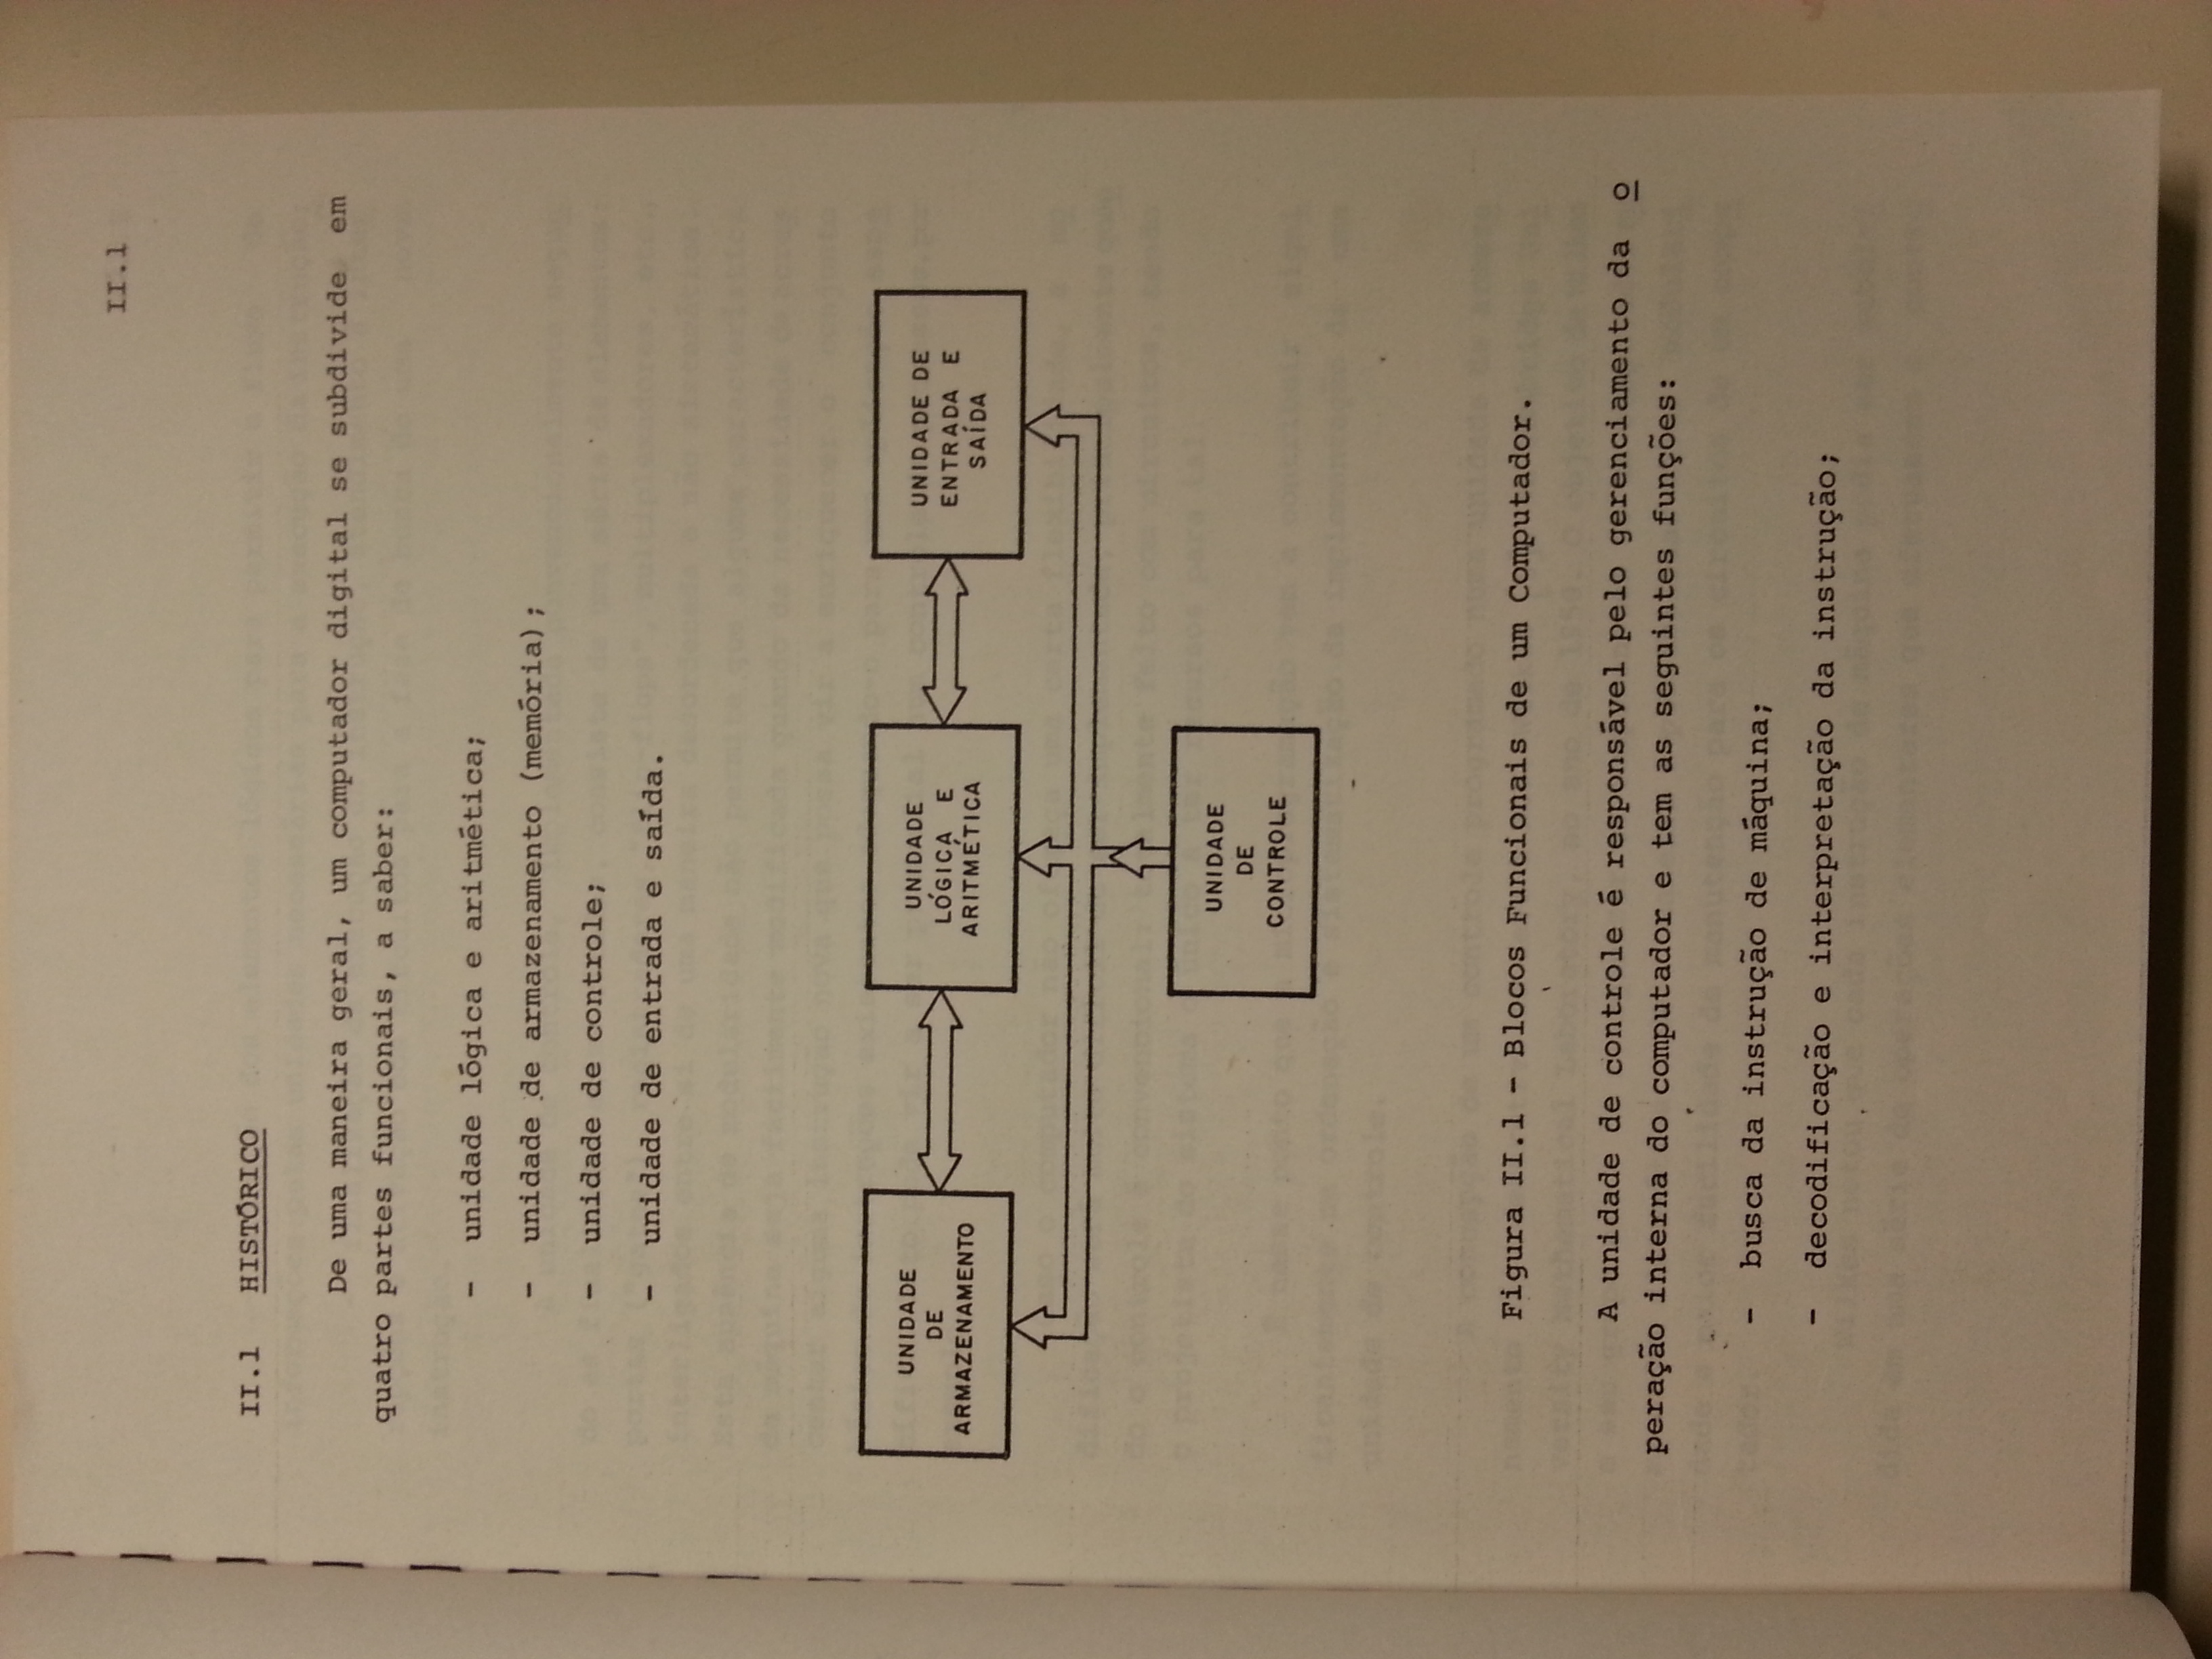 II.1
II.1 HISTÓRICO
De uma maneira geral, um computador digital se subdivide em
quatro partes funcionais, a saber:
- unidade lógica e aritmética;
- unidade de armazenamento (memória);
- unidade de controle;
- unidade de entrada e saída.
UNIDADE
DE
ARMAZENAMENTO
UNIDADE
LÓGICA E
ARITMÉTICA
UNIDADE DE
ENTRADA E
SAÍDA
UNIDADE
DE
CONTROLE
Figura II.1 - Blocos Funcionais de um Computador.
A unidade de controle é responsável pelo gerenciamento da o
peração interna do computador e tem as seguintes funções:
- busca da instrução de máquina;
- decodificação e interpretação da instrução;